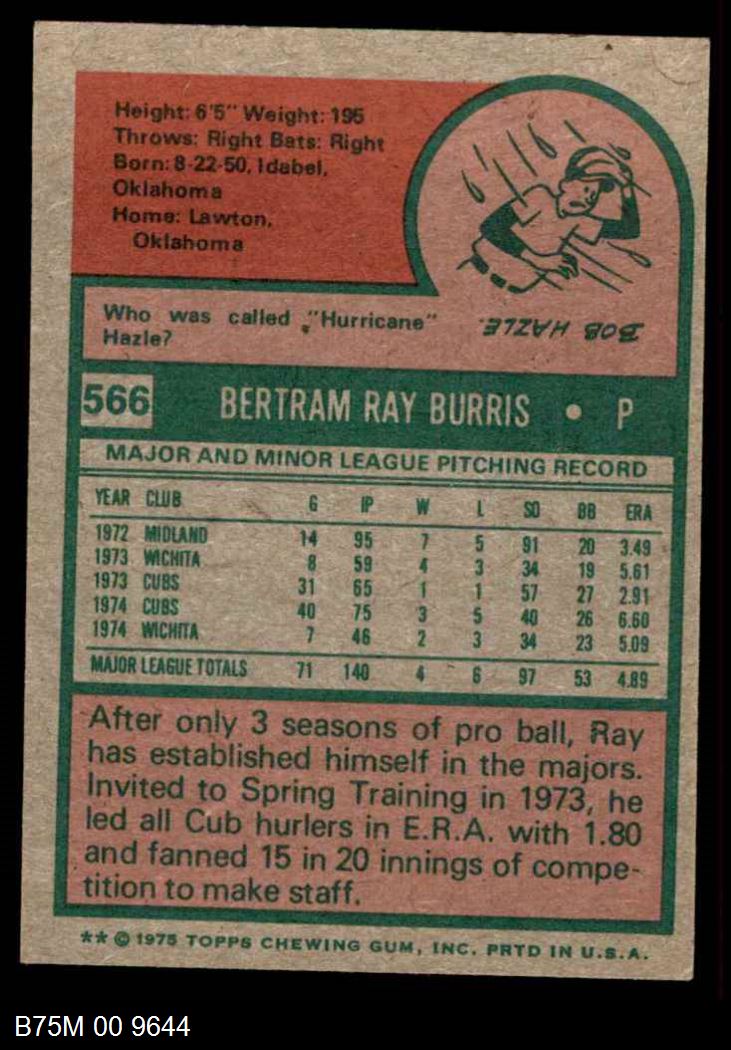 Height: 6'5" Weight: 195
Throws: Right Bats: Right
Born: 8-22-50, Idabel,
Oklahoma
Home: Lawton,
Oklahoma
Who was called "Hurricane"
Hazle?
BOB HAZLE.
566 BERTRAM RAY BURRIS • P
MAJOR AND MINOR LEAGUE PITCHING RECORD
YEAR CLUB G IP W L SO BB ERA
1972 MIDLAND 14 95 7 5 91 20 3.49
1973 WICHITA 8 59 4 3 34 19 5.61
1973 CUBS 31 65 1 1 57 27 2.91
1974 CUBS 40 75 3 5 40 26 6.60
1974 WICHITA 7 46 2 3 34 23 5.09
MAJOR LEAGUE TOTALS 71 140 4 6 97 53 4.89
After only 3 seasons of pro ball, Ray
has established himself in the majors.
Invited to Spring Training in 1973, he
led all Cub hurlers in E.R.A. with 1.80
and fanned 15 in 20 innings of compe-
tition to make staff.
** © 1975 TOPPS CHEWING GUM, INC. PRTD IN U.S.A.
B75M 00 9644